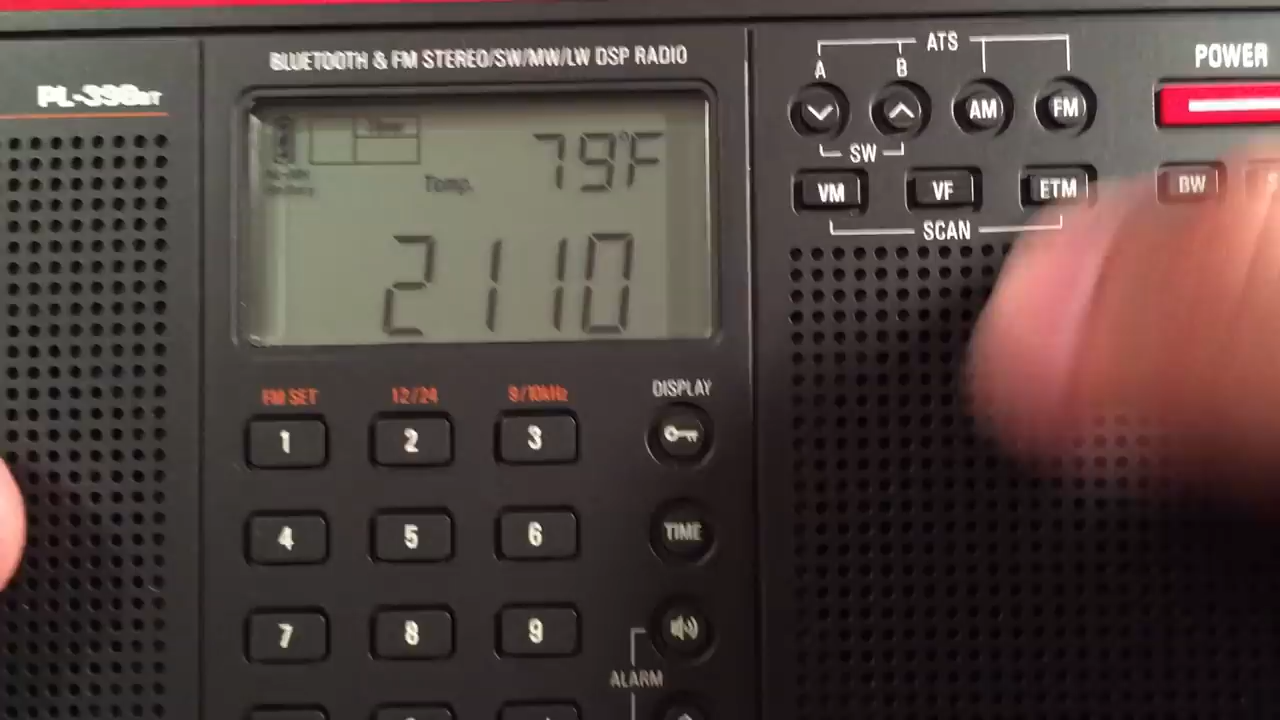 BLUETOOTH & FM STEREO/SW/MW/LW DSP RADIO
PL-398BT
79°F
Temp.
2110
ATS
A B
AM FM
SW
POWER
VM VF ETM BW
SCAN
FM SET 12/24 9/10kHz DISPLAY
1 2 3
4 5 6 TIME
7 8 9
ALARM